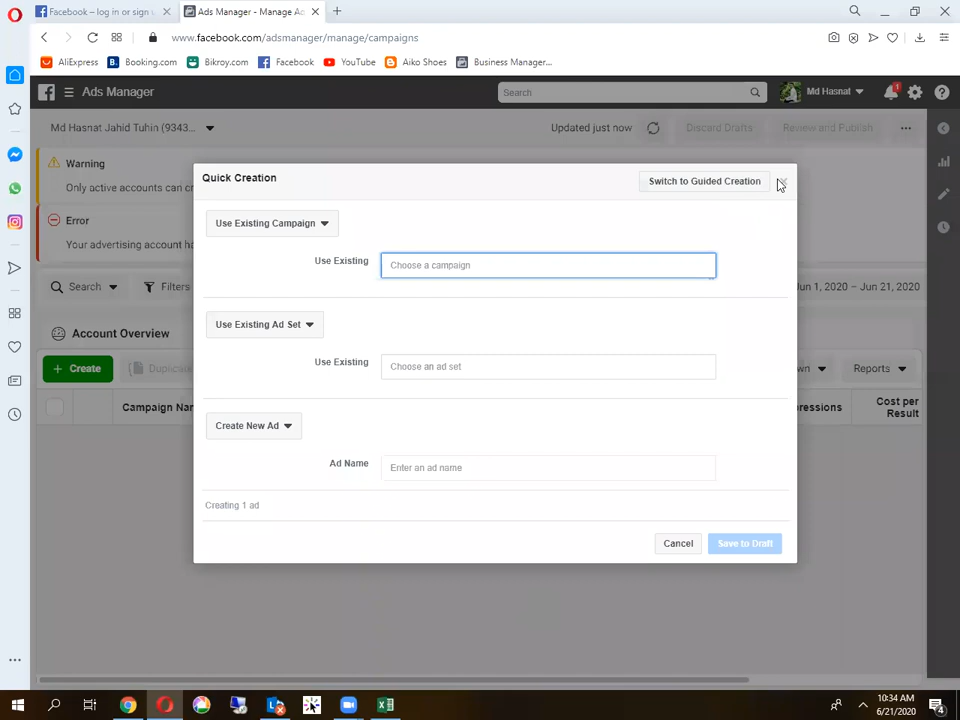 Facebook – log in or sign u
Ads Manager - Manage Ad
www.facebook.com/adsmanager/manage/campaigns
AliExpress
Booking.com
Bikroy.com
Facebook
YouTube
Aiko Shoes
Business Manager...
Ads Manager
Search
Md Hasnat
1
Md Hasnat Jahid Tuhin (9343...
Updated just now
Discard Drafts
Review and Publish
Warning
Only active accounts can cr
Error
Your advertising account ha
Quick Creation
Switch to Guided Creation
Use Existing Campaign
Use Existing
Choose a campaign
Search
Filters
Jun 1, 2020 – Jun 21, 2020
Use Existing Ad Set
Account Overview
Use Existing
Choose an ad set
+ Create
Duplicate
wn
Reports
Campaign Nar
ressions
Cost per
Result
Create New Ad
Ad Name
Enter an ad name
Creating 1 ad
Cancel
Save to Draft
10:34 AM
6/21/2020
4